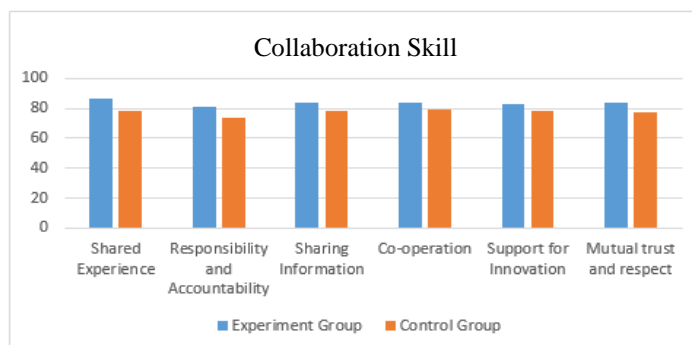 Collaboration Skill
100
80
60
40
20
0
Shared
Experience
Responsibility
and
Accountability
Sharing
Information
Co-operation
Support for
Innovation
Mutual trust
and respect
Experiment Group
Control Group